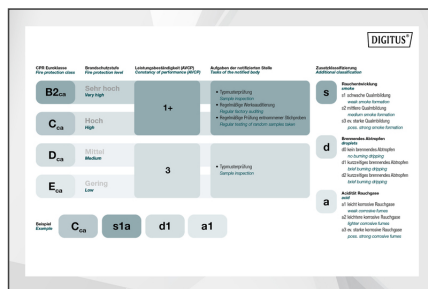 DIGITUS®
CPR Euroklasse
Fire protection class
Brandschutzstufe
Fire protection level
Leistungsbeständigkeit (AVCP)
Constancy of performance (AVCP)
Aufgaben der notifizierten Stelle
Tasks of the notified body
Zusatzklassifizierung
Additional classification
B2ca
Sehr hoch
Very high
Cca
Hoch
High
1+
• Typmusterprüfung
Sample inspection
• Regelmäßige Werksauditierung
Regular factory auditing
• Regelmäßige Prüfung entnommener Stichproben
Regular testing of random samples taken
Dca
Mittel
Medium
Eca
Gering
Low
3
• Typmusterprüfung
Sample inspection
s
Rauchentwicklung
smoke
s1 schwache Qualmbildung
weak smoke formation
s2 mittlere Qualmbildung
medium smoke formation
s3 ev. starke Qualmbildung
poss. strong smoke formation
d
Brennendes Abtropfen
droplets
d0 kein brennendes Abtropfen
no burning dripping
d1 kurzzeitiges brennendes Abtropfen
brief burning dripping
d2 kurzzeitiges brennendes Abtropfen
brief burning dripping
a
Acidität Rauchgase
acid
a1 leicht korrosive Rauchgase
weak corrosive fumes
a2 leichtere korrosive Rauchgase
lighter corrosive fumes
a3 ev. starke korrosive Rauchgase
poss. strong corrosive fumes
Beispiel
Example
Cca
s1a
d1
a1